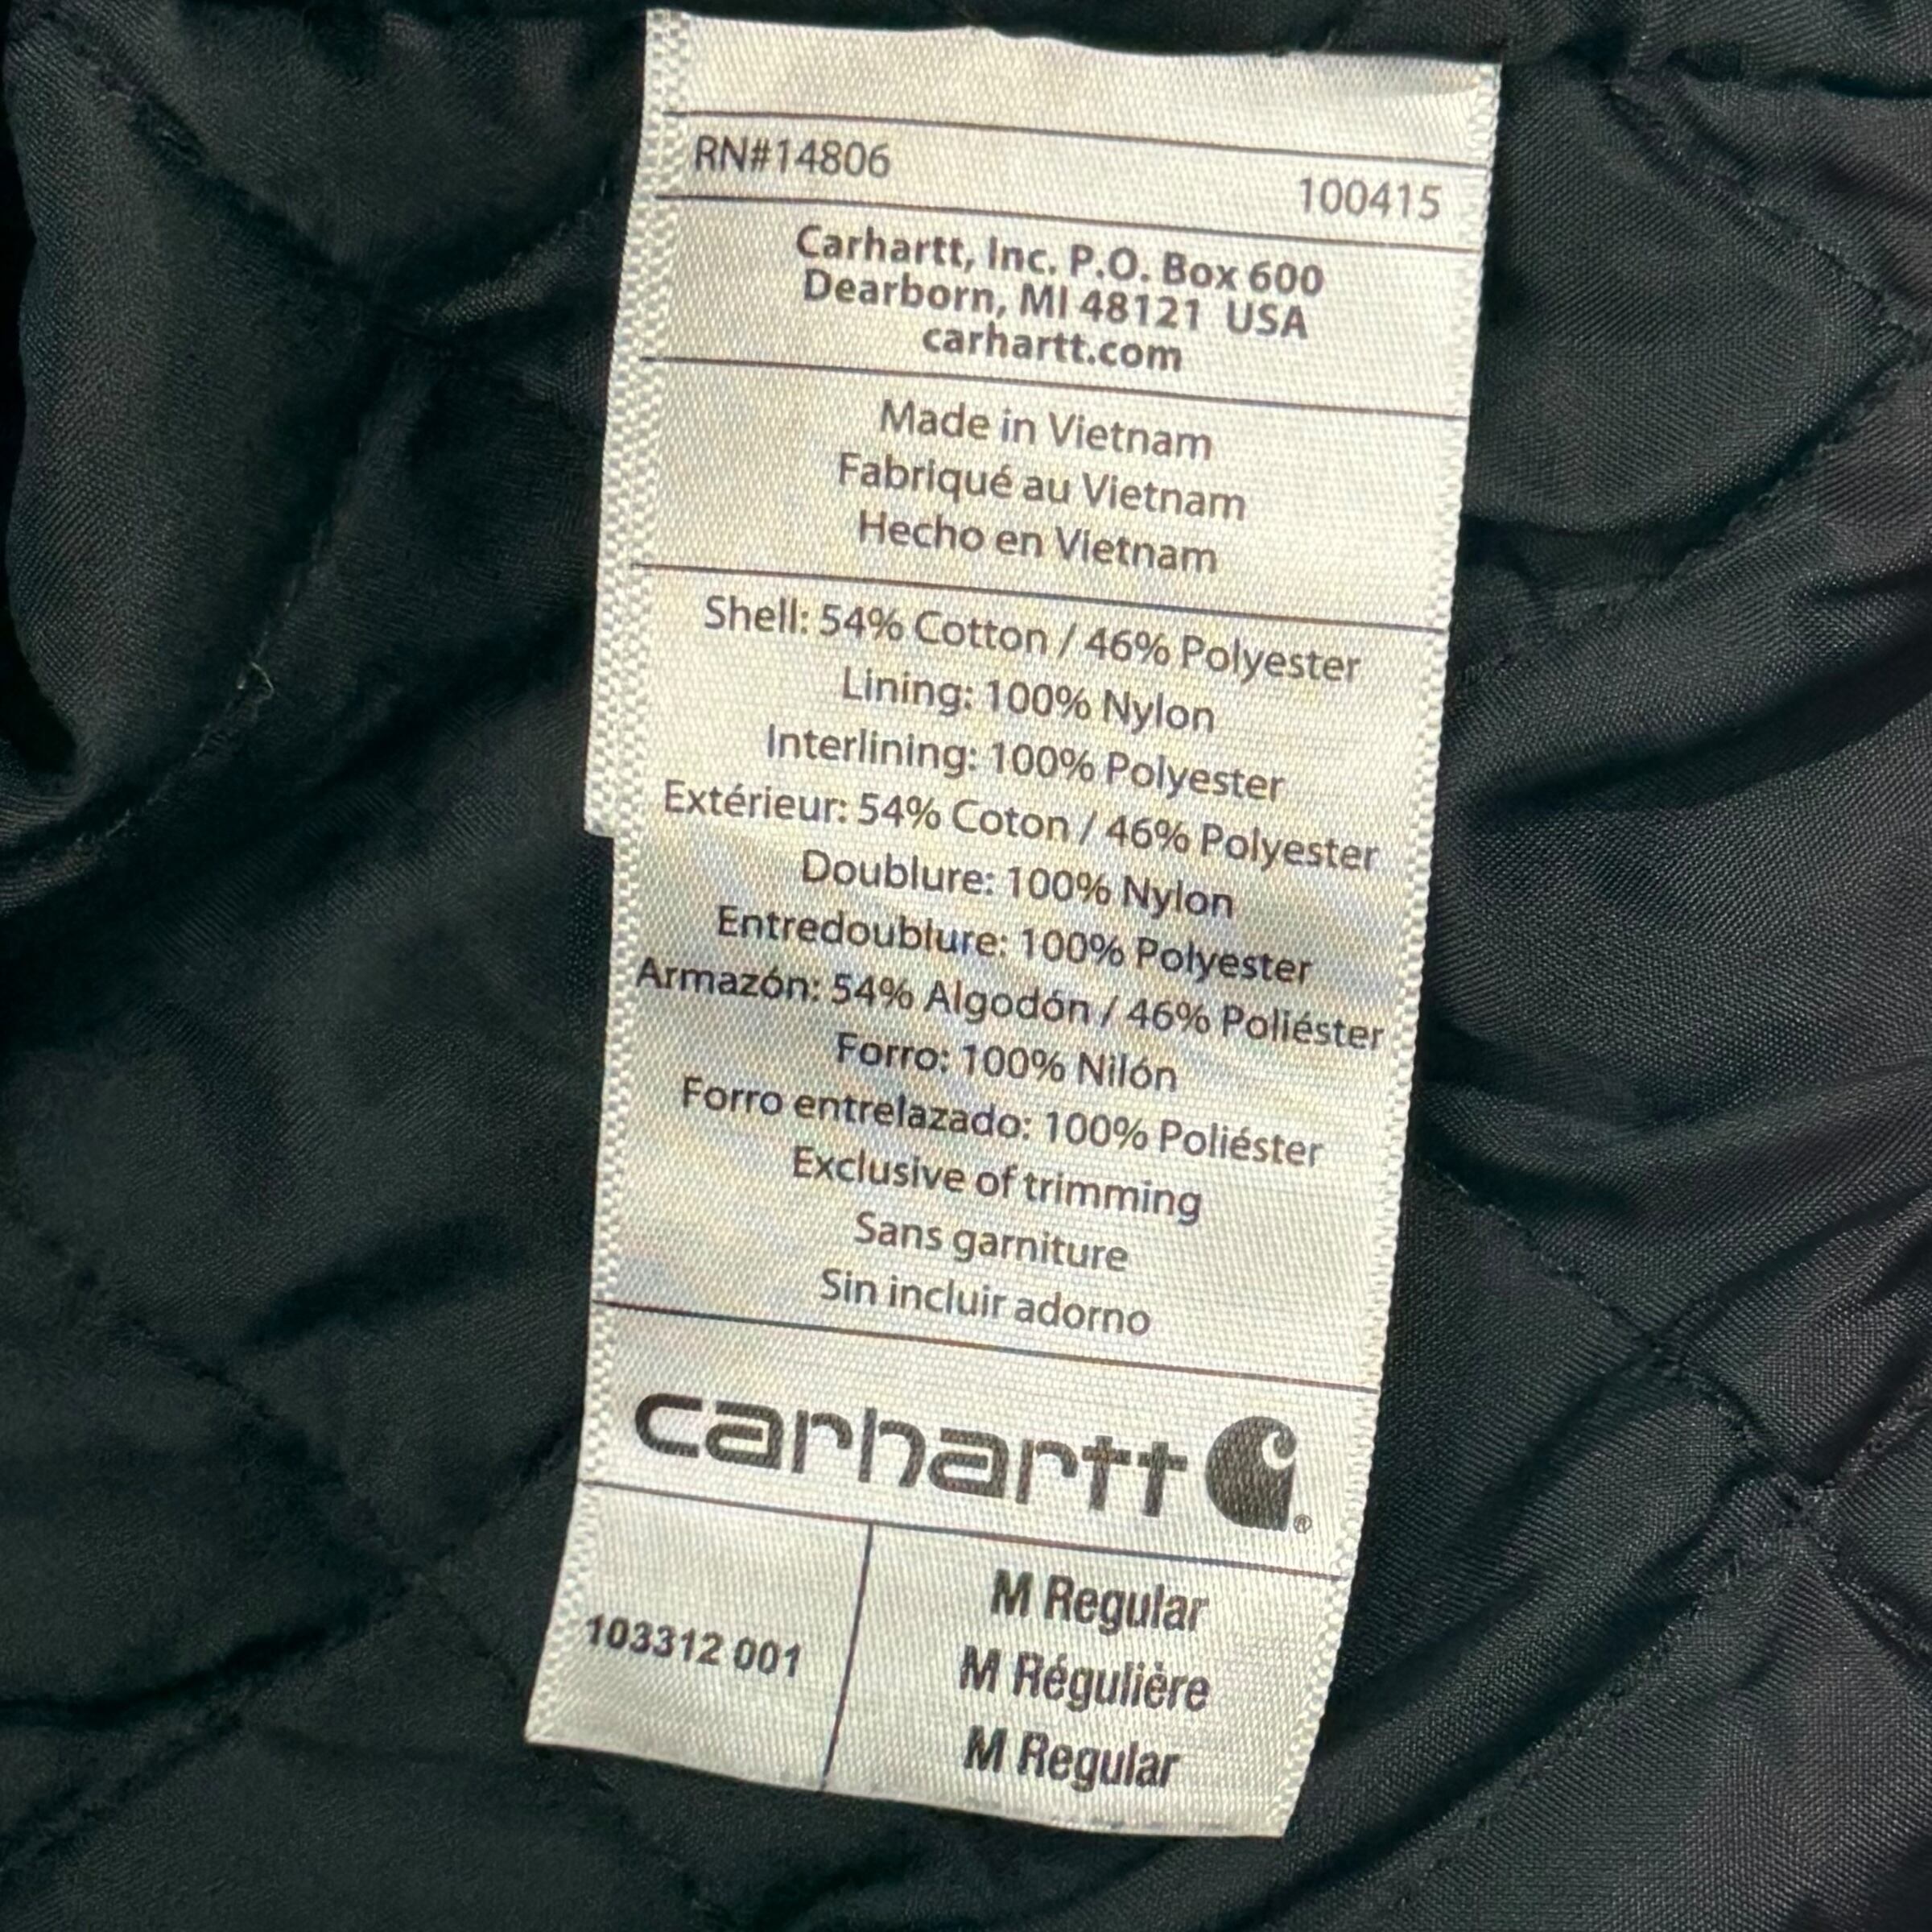 RN#14806
100415
Carhartt, Inc. P.O. Box 600
Dearborn, MI 48121 USA
carhartt.com
Made in Vietnam
Fabriqué au Vietnam
Hecho en Vietnam
Shell: 54% Cotton / 46% Polyester
Lining: 100% Nylon
Interlining: 100% Polyester
Extérieur: 54% Coton / 46% Polyester
Doublure: 100% Nylon
Entredoublure: 100% Polyester
Armazón: 54% Algodón / 46% Poliéster
Forro: 100% Nilón
Forro entrelazado: 100% Poliéster
Exclusive of trimming
Sans garniture
Sin incluir adorno
carhartt ®
103312 001
M Regular
M Régulière
M Regular